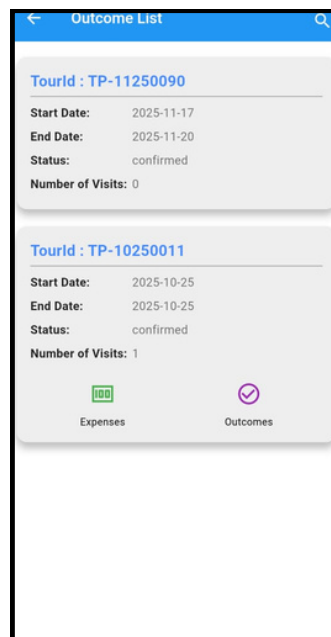 Outcome List
TourId : TP-11250090
Start Date: 2025-11-17
End Date: 2025-11-20
Status: confirmed
Number of Visits: 0
TourId : TP-10250011
Start Date: 2025-10-25
End Date: 2025-10-25
Status: confirmed
Number of Visits: 1
100
Expenses Outcomes